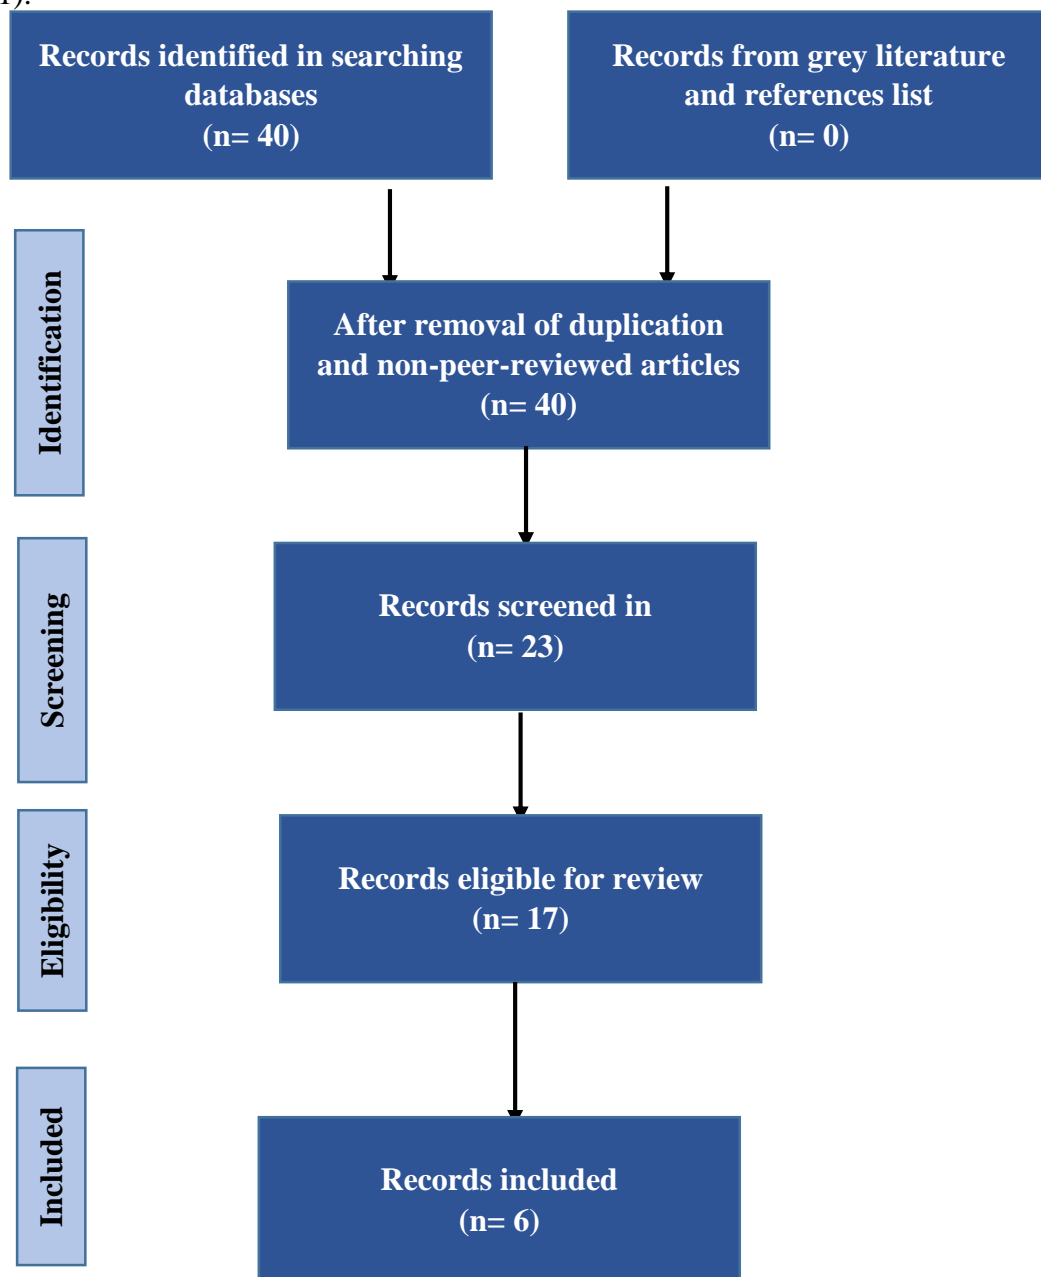 1).
Records identified in searching
databases
(n= 40)
Records from grey literature
and references list
(n= 0)
Identification
After removal of duplication
and non-peer-reviewed articles
(n= 40)
Screening
Records screened in
(n= 23)
Eligibility
Records eligible for review
(n= 17)
Included
Records included
(n= 6)